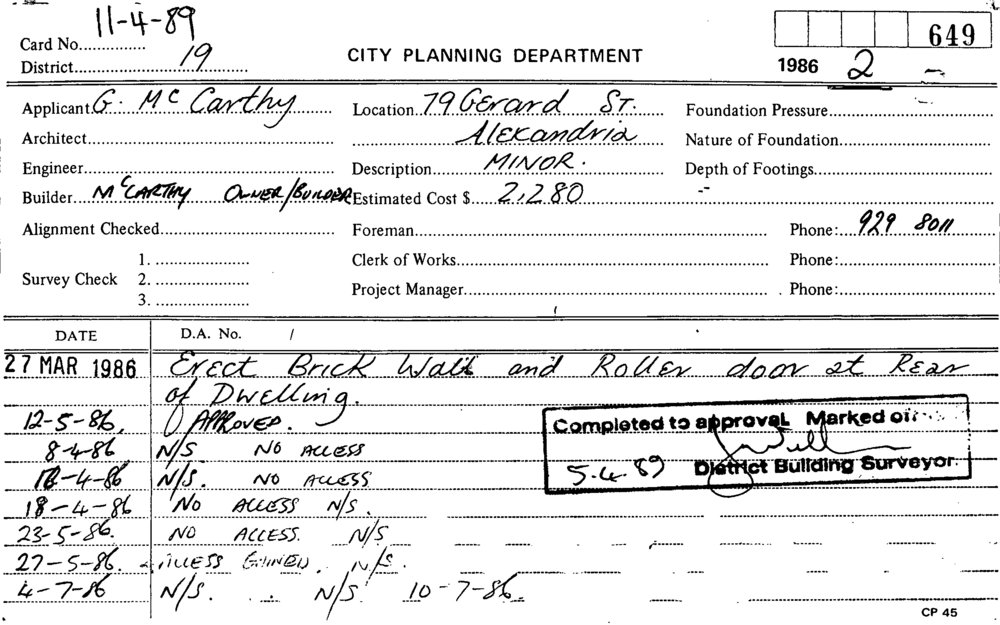 11-4-89
Card No.
649
District 19
CITY PLANNING DEPARTMENT
1986 2
Applicant G. McCarthy
Location 79 Gerard St.
Foundation Pressure
Architect
Alexandria
Nature of Foundation
Engineer
Description MINOR.
Depth of Footings
Builder McCARTHY OWNER/BUILDER
Estimated Cost $ 2,280
Alignment Checked
Foreman
Phone: 929 8011
Survey Check 1.
2.
3.
Clerk of Works
Phone:
Project Manager
Phone:
DATE D.A. No.
27 MAR 1986 Erect Brick Wall and Roller door at Rear
of Dwelling.
12-5-86. APPROVED.
8-4-86 N/S NO ACCESS
-4-86 N/S. NO ACCESS
18-4-86 NO ACCESS N/S.
23-5-86. NO ACCESS. N/S
27-5-86. ACCESS GAINED. N/S.
4-7-86 N/S. N/S 10-7-86.
Completed to approval Marked off
5.4.89 District Building Surveyor.
CP 45